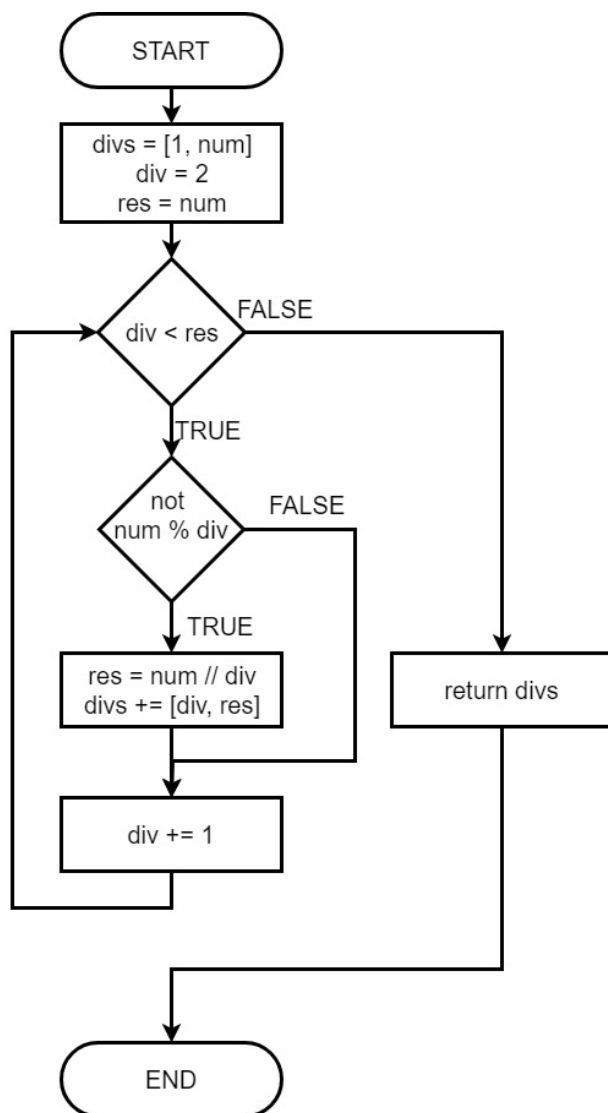 START
divs = [1, num]
div = 2
res = num
div < res
FALSE
TRUE
not
num % div
FALSE
TRUE
res = num // div
divs += [div, res]
return divs
div += 1
END